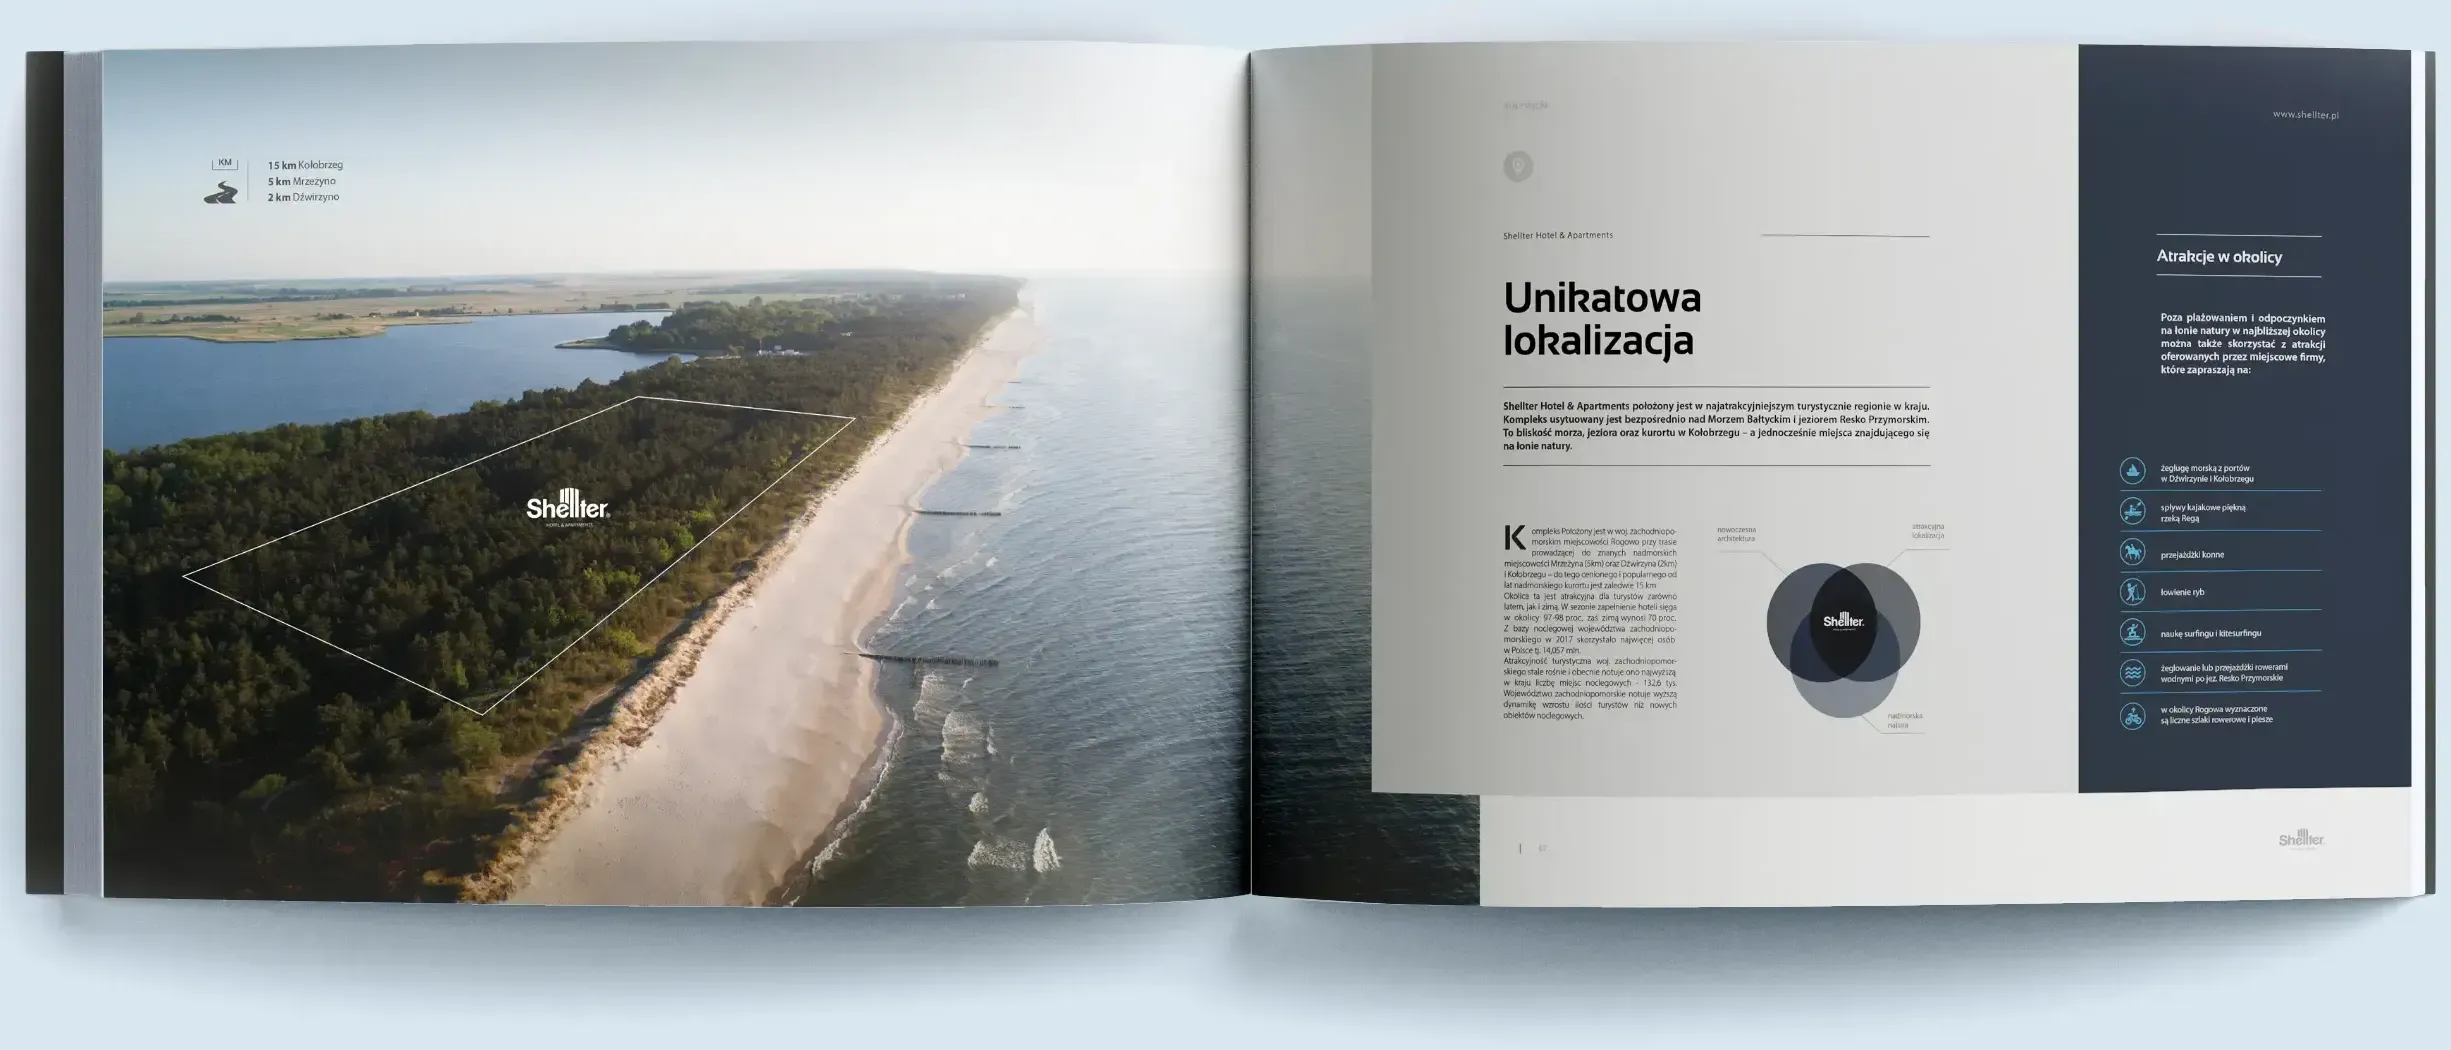 KM
15 km Kołobrzeg
5 km Mrzeżyno
2 km Dźwirzyno
Shellter
HOTEL & APARTMENTS
www.shellter.pl
Shellter Hotel & Apartments
Unikatowa
lokalizacja
Shellter Hotel & Apartments położony jest w najatrakcyjniejszym turystycznie regionie w kraju.
Kompleks usytuowany jest bezpośrednio nad Morzem Bałtyckim i jeziorem Resko Przymorskim.
To bliskość morza, jeziora oraz kurortu w Kołobrzegu – a jednocześnie miejsca znajdującego się
na łonie natury.
Kompleks Położony jest w woj. zachodniopo-
morskim miejscowości Rogowo przy trasie
prowadzącej do znanych nadmorskich
miejscowości Mrzeżyna (5km) oraz Dźwirzyna (2km)
i Kołobrzegu – do tego cenionego i popularnego od
lat nadmorskiego kurortu jest zaledwie 15 km
Okolica ta jest atrakcyjna dla turystów zarówno
latem, jak i zimą. W sezonie zapełnienie hoteli sięga
w okolicy 97-98 proc, zaś zimą wynosi 70 proc.
Z bazy noclegowej województwa zachodniopo-
morskiego w 2017 skorzystało najwięcej osób
w Polsce tj. 14,057 mln.
Atrakcyjność turystyczna woj. zachodniopomor-
skiego stale rośnie i obecnie notuje ono najwyższą
w kraju liczbę miejsc noclegowych - 132,6 tys.
Województwo zachodniopomorskie notuje wyższą
dynamikę wzrostu ilości turystów niż nowych
obiektów noclegowych.
nowoczesna
architektura
atrakcyjna
lokalizacja
Shellter
nadmorska
natura
Atrakcje w okolicy
Poza plażowaniem i odpoczynkiem
na łonie natury w najbliższej okolicy
można także skorzystać z atrakcji
oferowanych przez miejscowe firmy,
które zapraszają na:
żeglugę morską z portów
w Dźwirzynie i Kołobrzegu
spływy kajakowe piękną
rzeką Regą
przejażdżki konne
łowienie ryb
naukę surfingu i kitesurfingu
żeglowanie lub przejażdżki rowerami
wodnymi po jez. Resko Przymorskie
w okolicy Rogowa wyznaczone
są liczne szlaki rowerowe i piesze
Shellter